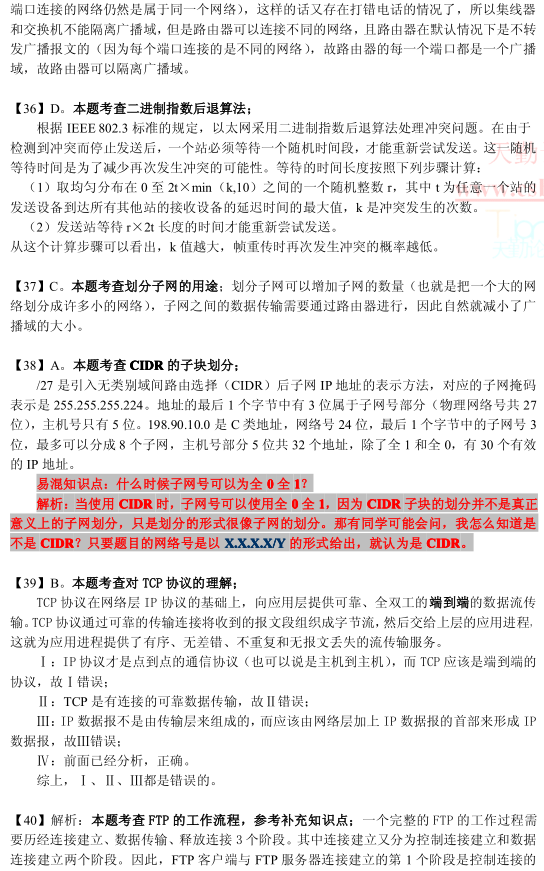 端口连接的网络仍然是属于同一个网络），这样的话又存在打错电话的情况了，所以集线器
和交换机不能隔离广播域，但是路由器可以连接不同的网络，且路由器在默认情况下是不转
发广播报文的（因为每个端口连接的是不同的网络），故路由器的每一个端口都是一个广播
域，故路由器可以隔离广播域。
【36】D。本题考查二进制指数后退算法；
根据 IEEE 802.3 标准的规定，以太网采用二进制指数后退算法处理冲突问题。在由于
检测到冲突而停止发送后，一个站必须等待一个随机时间段，才能重新尝试发送。这一随机
等待时间是为了减少再次发生冲突的可能性。等待的时间长度按照下列步骤计算：
（1）取均匀分布在 0 至 2t×min（k,10）之间的一个随机整数 r，其中 t 为任意一个站的
发送设备到达所有其他站的接收设备的延迟时间的最大值，k 是冲突发生的次数。
（2）发送站等待 r×2t 长度的时间才能重新尝试发送。
从这个计算步骤可以看出，k 值越大，帧重传时再次发生冲突的概率越低。
【37】C。本题考查划分子网的用途；划分子网可以增加子网的数量（也就是把一个大的网
络划分成许多小的网络），子网之间的数据传输需要通过路由器进行，因此自然就减小了广
播域的大小。
【38】A。本题考查 CIDR 的子块划分；
/27 是引入无类别域间路由选择（CIDR）后子网 IP 地址的表示方法，对应的子网掩码
表示是 255.255.255.224。地址的最后 1 个字节中有 3 位属于子网号部分（物理网络号共 27
位），主机号只有 5 位。198.90.10.0 是 C 类地址，网络号 24 位，最后 1 个字节中的子网号 3
位，最多可以分成 8 个子网，主机号部分 5 位共 32 个地址，除了全 1 和全 0，有 30 个有效
的 IP 地址。
易混知识点：什么时候子网号可以为全 0 全 1？
解析：当使用 CIDR 时，子网号可以使用全 0 全 1，因为 CIDR 子块的划分并不是真正
意义上的子网划分，只是划分的形式很像子网的划分。那有同学可能会问，我怎么知道是
不是 CIDR？只要题目的网络号是以 X.X.X.X/Y 的形式给出，就认为是 CIDR。
【39】B。本题考查对 TCP 协议的理解；
TCP 协议在网络层 IP 协议的基础上，向应用层提供可靠、全双工的端到端的数据流传
输。TCP 协议通过可靠的传输连接将收到的报文段组织成字节流，然后交给上层的应用进程，
这就为应用进程提供了有序、无差错、不重复和无报文丢失的流传输服务。
Ⅰ：IP 协议才是点到点的通信协议（也可以说是主机到主机），而 TCP 应该是端到端的
协议，故Ⅰ错误；
Ⅱ：TCP 是有连接的可靠数据传输，故Ⅱ错误；
Ⅲ：IP 数据报不是由传输层来组成的，而应该由网络层加上 IP 数据报的首部来形成 IP
数据报，故Ⅲ错误；
Ⅳ：前面已经分析，正确。
综上，Ⅰ、Ⅱ、Ⅲ都是错误的。
【40】解析：本题考查 FTP 的工作流程，参考补充知识点；一个完整的 FTP 的工作过程需
要历经连接建立、数据传输、释放连接 3 个阶段。其中连接建立又分为控制连接建立和数据
连接建立两个阶段。因此，FTP 客户端与 FTP 服务器连接建立的第 1 个阶段是控制连接的